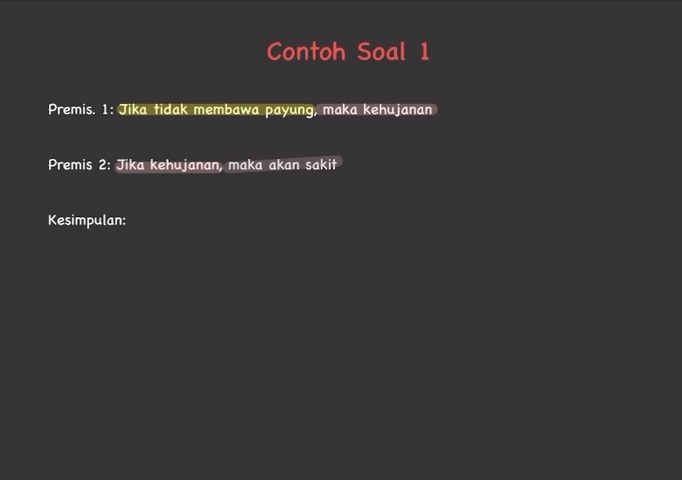 Contoh Soal 1
Premis. 1: Jika tidak membawa payung, maka kehujanan
Premis 2: Jika kehujanan, maka akan sakit
Kesimpulan: